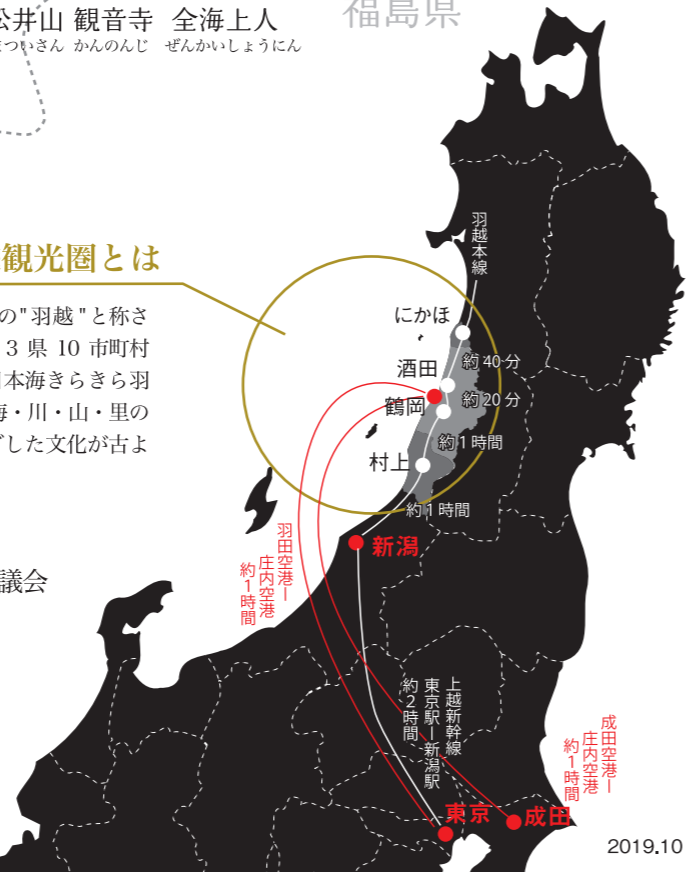 福島県
松井山 観音寺 全海上人
まついさん かんのんじ ぜんかいしょうにん
観光圏とは
の"羽越"と称さ
3 県 10 市町村
本海きらきら羽
海・川・山・里の
した文化が古よ
議会
羽越本線
にかほ
約 40 分
酒田
約 20 分
鶴岡
約 1 時間
村上
約 1 時間
新潟
羽田空港ー
庄内空港
約1時間
上越新幹線
東京駅ー新潟駅
約2時間
成田空港ー
庄内空港
約1時間
東京
成田
2019.10